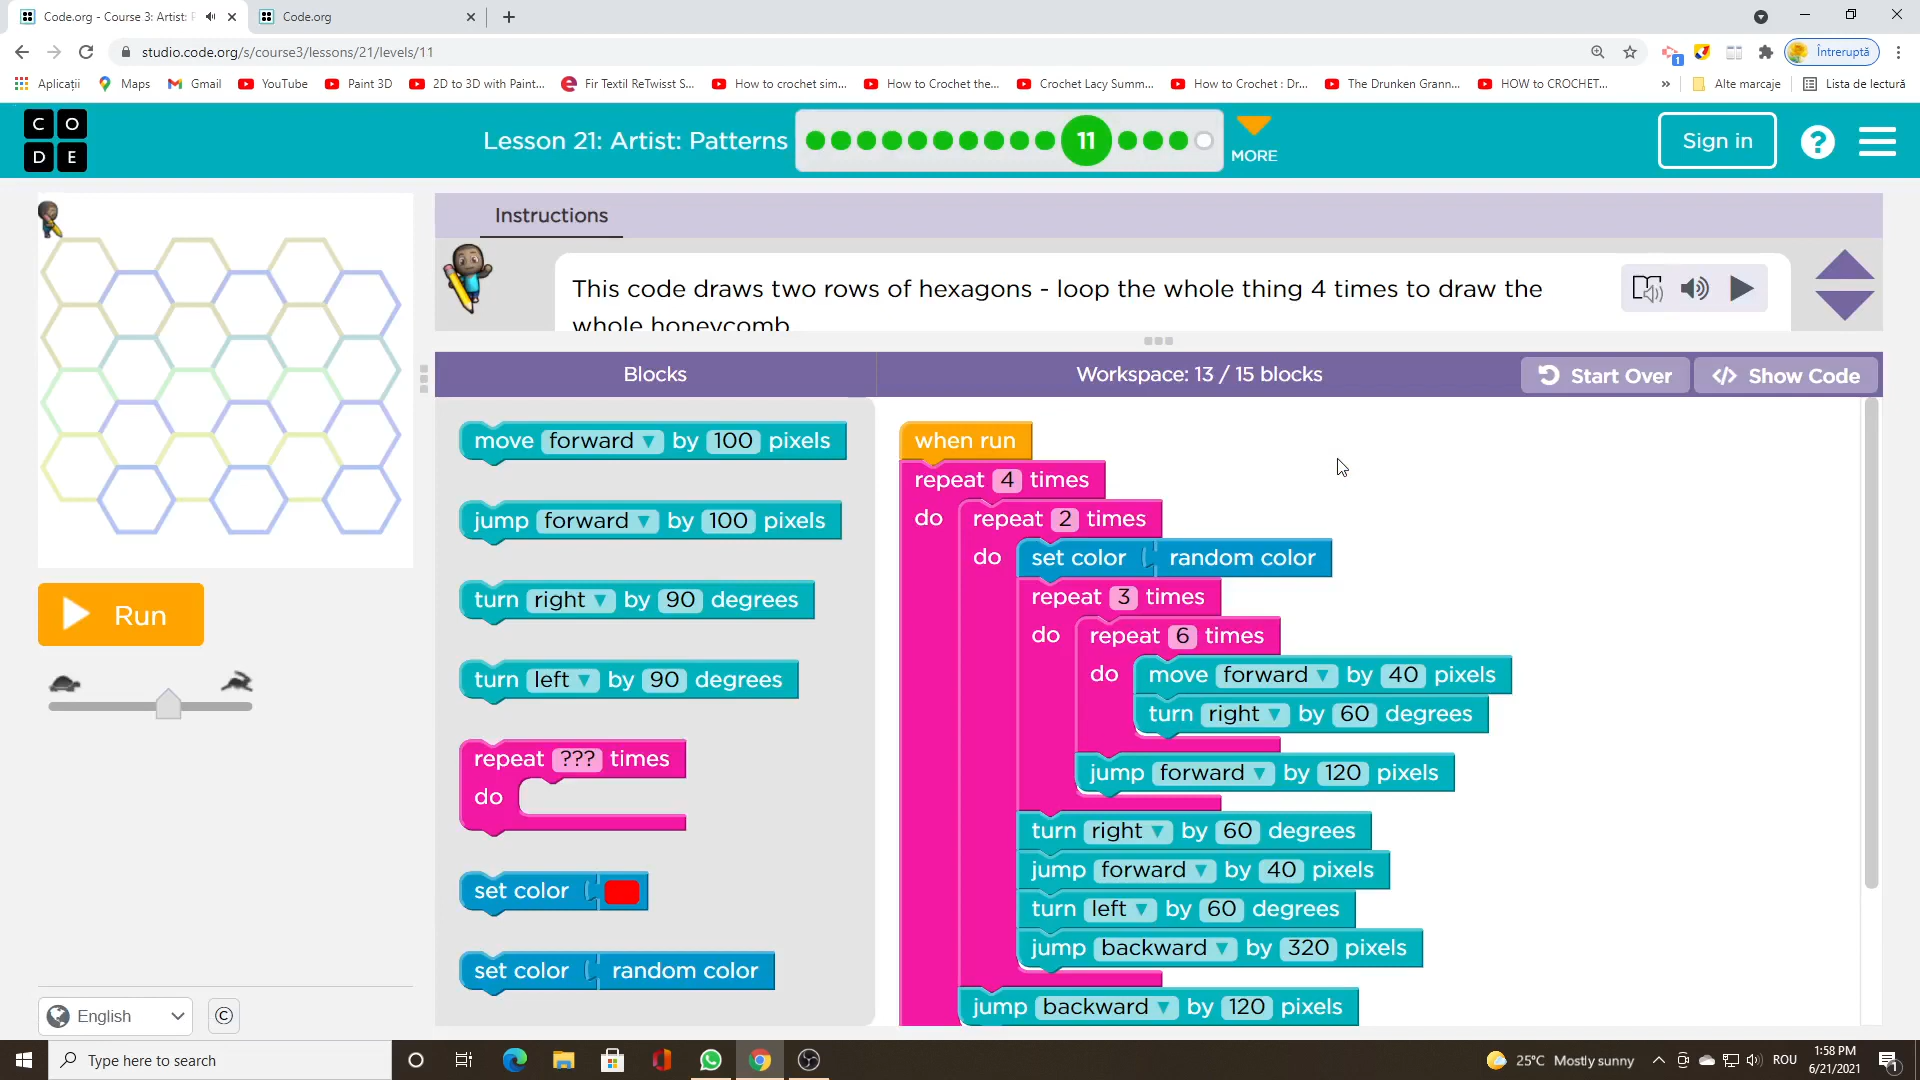 Code.org - Course 3: Artist: P
Code.org
studio.code.org/s/course3/lessons/21/levels/11
Întreruptă
Aplicații
Maps
Gmail
YouTube
Paint 3D
2D to 3D with Paint...
Fir Textil ReTwisst S...
How to crochet sim...
How to Crochet the...
Crochet Lacy Summ...
How to Crochet : Dr...
The Drunken Grann...
HOW to CROCHET...
»
Alte marcaje
Lista de lectură
C O
D E
Lesson 21: Artist: Patterns
11
MORE
Sign in
?
Instructions
This code draws two rows of hexagons - loop the whole thing 4 times to draw the
whole honeycomb
Blocks
Workspace: 13 / 15 blocks
Start Over
</> Show Code
move forward ▼ by 100 pixels
jump forward ▼ by 100 pixels
turn right ▼ by 90 degrees
turn left ▼ by 90 degrees
repeat ??? times
do
set color
set color random color
when run
repeat 4 times
do repeat 2 times
do set color random color
repeat 3 times
do repeat 6 times
do move forward ▼ by 40 pixels
turn right ▼ by 60 degrees
jump forward ▼ by 120 pixels
turn right ▼ by 60 degrees
jump forward ▼ by 40 pixels
turn left ▼ by 60 degrees
jump backward ▼ by 320 pixels
jump backward ▼ by 120 pixels
Run
English
©
Type here to search
25°C Mostly sunny
ROU
1:58 PM
6/21/2021
1